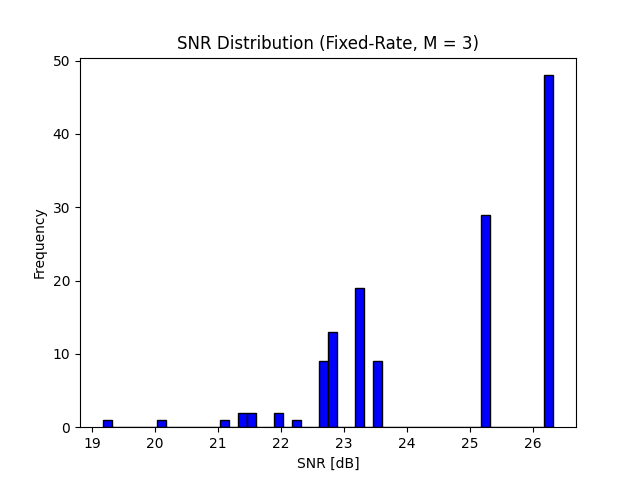 SNR Distribution (Fixed-Rate, M = 3)
50
40
30
20
10
0
Frequency
19 20 21 22 23 24 25 26
SNR [dB]